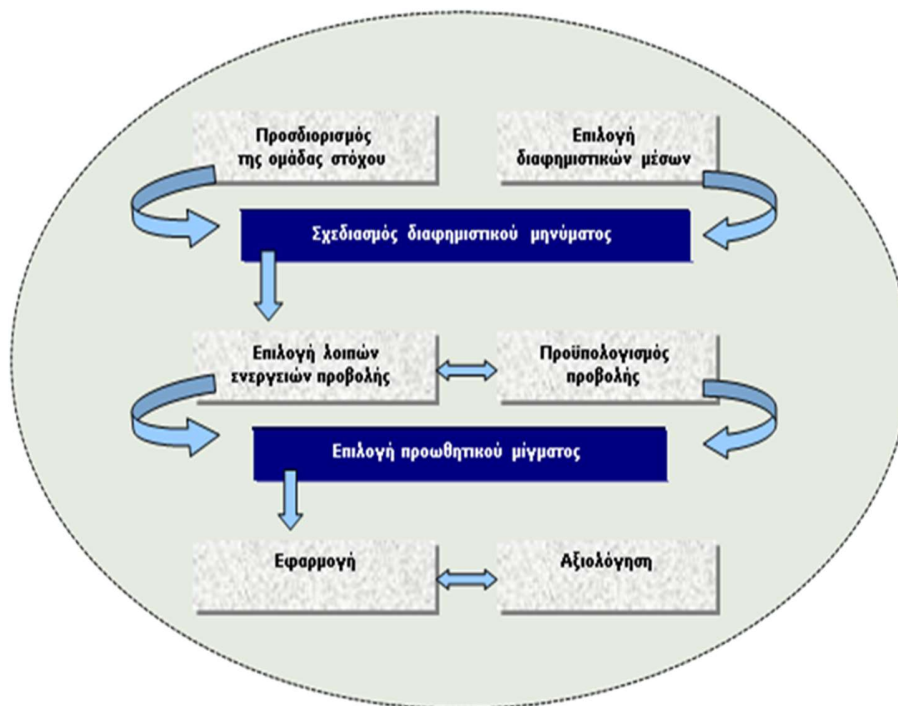 Προσδιορισμός
της ομάδας στόχου
Επιλογή
διαφημιστικών μέσων
Σχεδιασμός διαφημιστικού μηνύματος
Επιλογή λοιπών
ενεργειών προβολής
Προϋπολογισμός
προβολής
Επιλογή προωθητικού μίγματος
Εφαρμογή
Αξιολόγηση